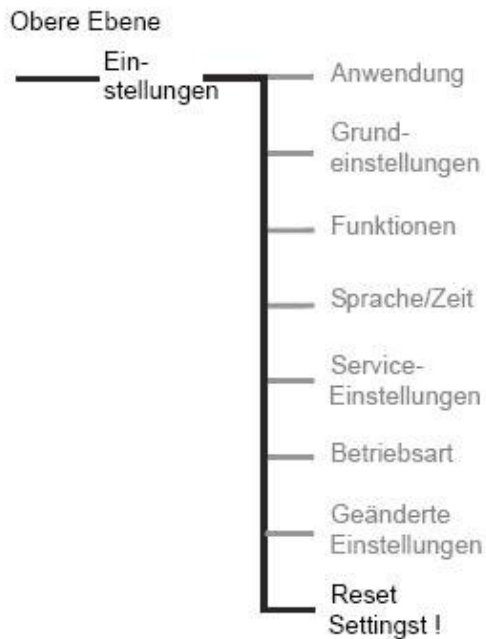 Obere Ebene
Ein-
stellungen
Anwendung
Grund-
einstellungen
Funktionen
Sprache/Zeit
Service-
Einstellungen
Betriebsart
Geänderte
Einstellungen
Reset
Settingst !